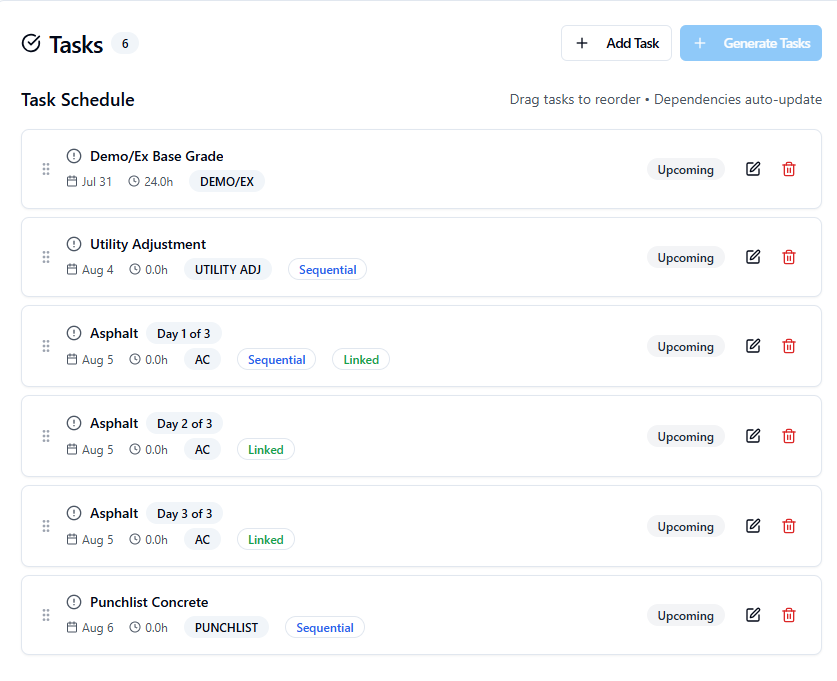 Tasks 6
+ Add Task
+ Generate Tasks
Task Schedule
Drag tasks to reorder • Dependencies auto-update
Demo/Ex Base Grade
Jul 31 24.0h DEMO/EX
Upcoming
Utility Adjustment
Aug 4 0.0h UTILITY ADJ Sequential
Upcoming
Asphalt Day 1 of 3
Aug 5 0.0h AC Sequential Linked
Upcoming
Asphalt Day 2 of 3
Aug 5 0.0h AC Linked
Upcoming
Asphalt Day 3 of 3
Aug 5 0.0h AC Linked
Upcoming
Punchlist Concrete
Aug 6 0.0h PUNCHLIST Sequential
Upcoming